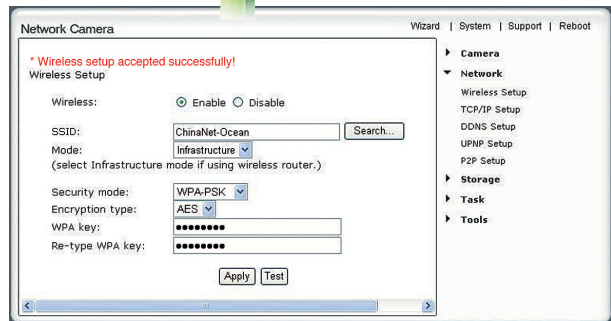 Network Camera
Wizard | System | Support | Reboot
* Wireless setup accepted successfully!
Wireless Setup
Wireless: Enable Disable
SSID: ChinaNet-Ocean Search...
Mode: Infrastructure
(select Infrastructure mode if using wireless router.)
Security mode: WPA-PSK
Encryption type: AES
WPA key: ●●●●●●●●
Re-type WPA key: ●●●●●●●●
Apply Test
Camera
Network
Wireless Setup
TCP/IP Setup
DDNS Setup
UPNP Setup
P2P Setup
Storage
Task
Tools